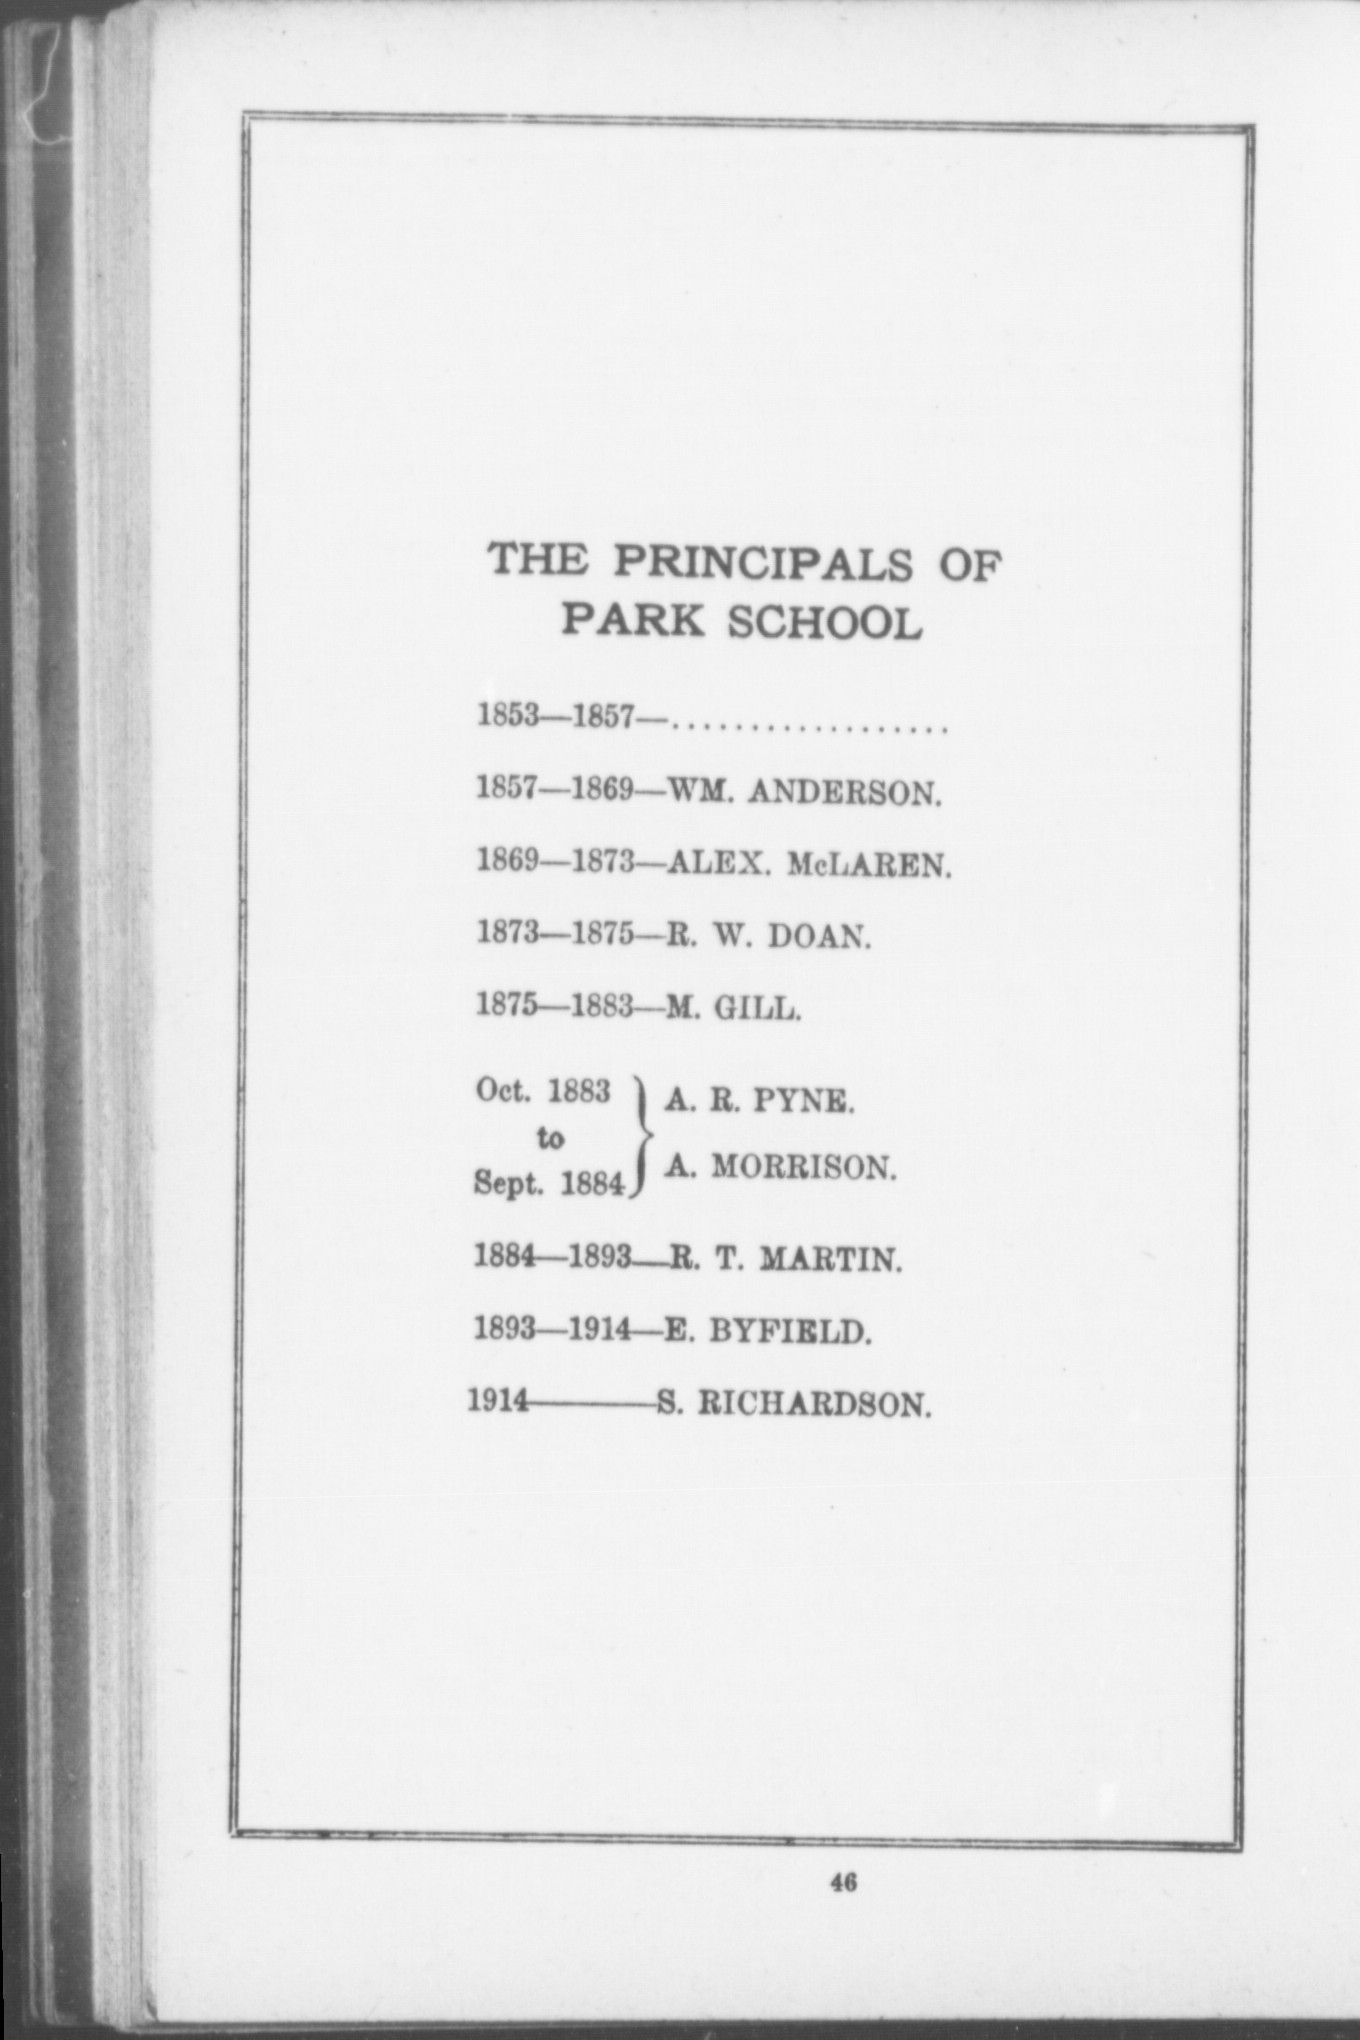 THE PRINCIPALS OF
PARK SCHOOL
1853—1857—..................
1857—1869—WM. ANDERSON.
1869—1873—ALEX. McLAREN.
1873—1875—R. W. DOAN.
1875—1883—M. GILL.
Oct. 1883 to Sept. 1884 } A. R. PYNE.
A. MORRISON.
1884—1893—R. T. MARTIN.
1893—1914—E. BYFIELD.
1914————S. RICHARDSON.
46